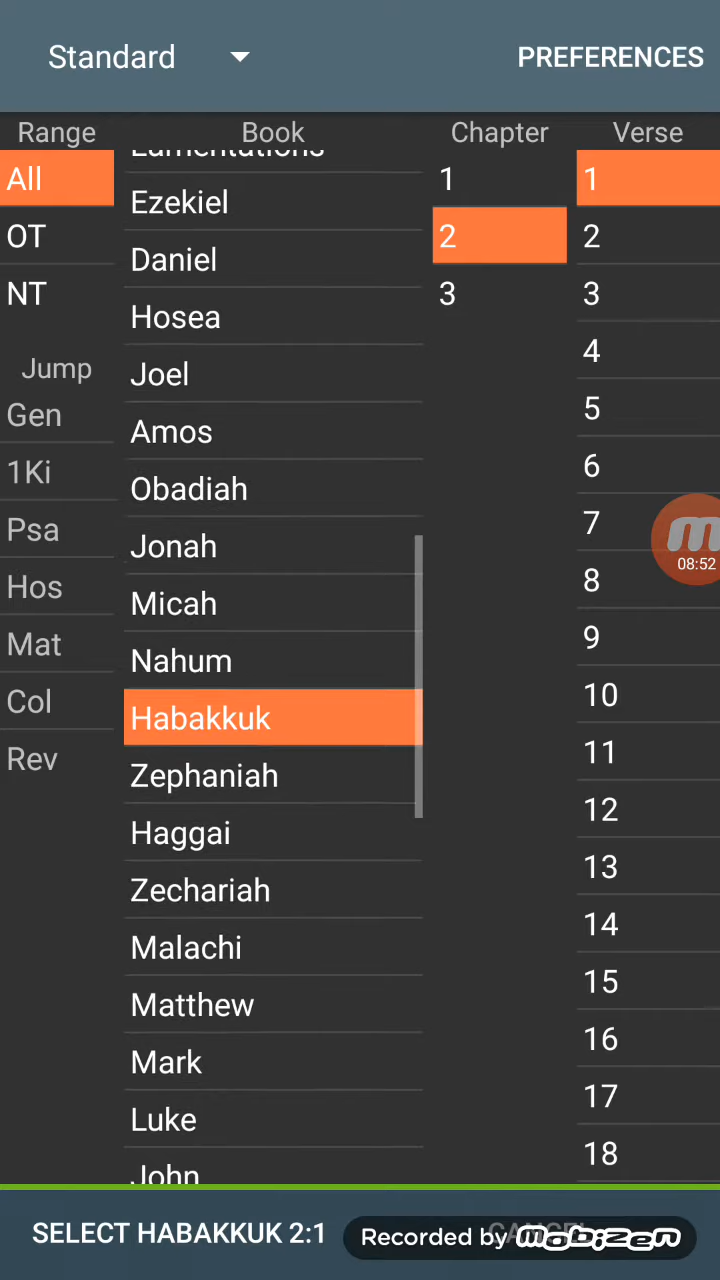 Standard
PREFERENCES
Range
Book
Chapter
Verse
All
OT
NT
Jump
Gen
1Ki
Psa
Hos
Mat
Col
Rev
Lamentations
Ezekiel
Daniel
Hosea
Joel
Amos
Obadiah
Jonah
Micah
Nahum
Habakkuk
Zephaniah
Haggai
Zechariah
Malachi
Matthew
Mark
Luke
John
1
2
3
1
2
3
4
5
6
7
8
9
10
11
12
13
14
15
16
17
18
m
08:52
SELECT HABAKKUK 2:1
CANCEL
Recorded by mobizen